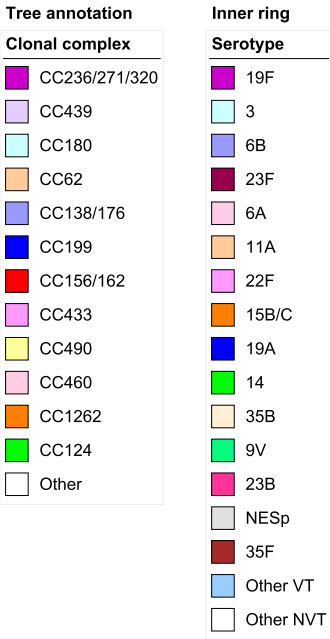 Tree annotation
Clonal complex
CC236/271/320
CC439
CC180
CC62
CC138/176
CC199
CC156/162
CC433
CC490
CC460
CC1262
CC124
Other
Inner ring
Serotype
19F
3
6B
23F
6A
11A
22F
15B/C
19A
14
35B
9V
23B
NESp
35F
Other VT
Other NVT